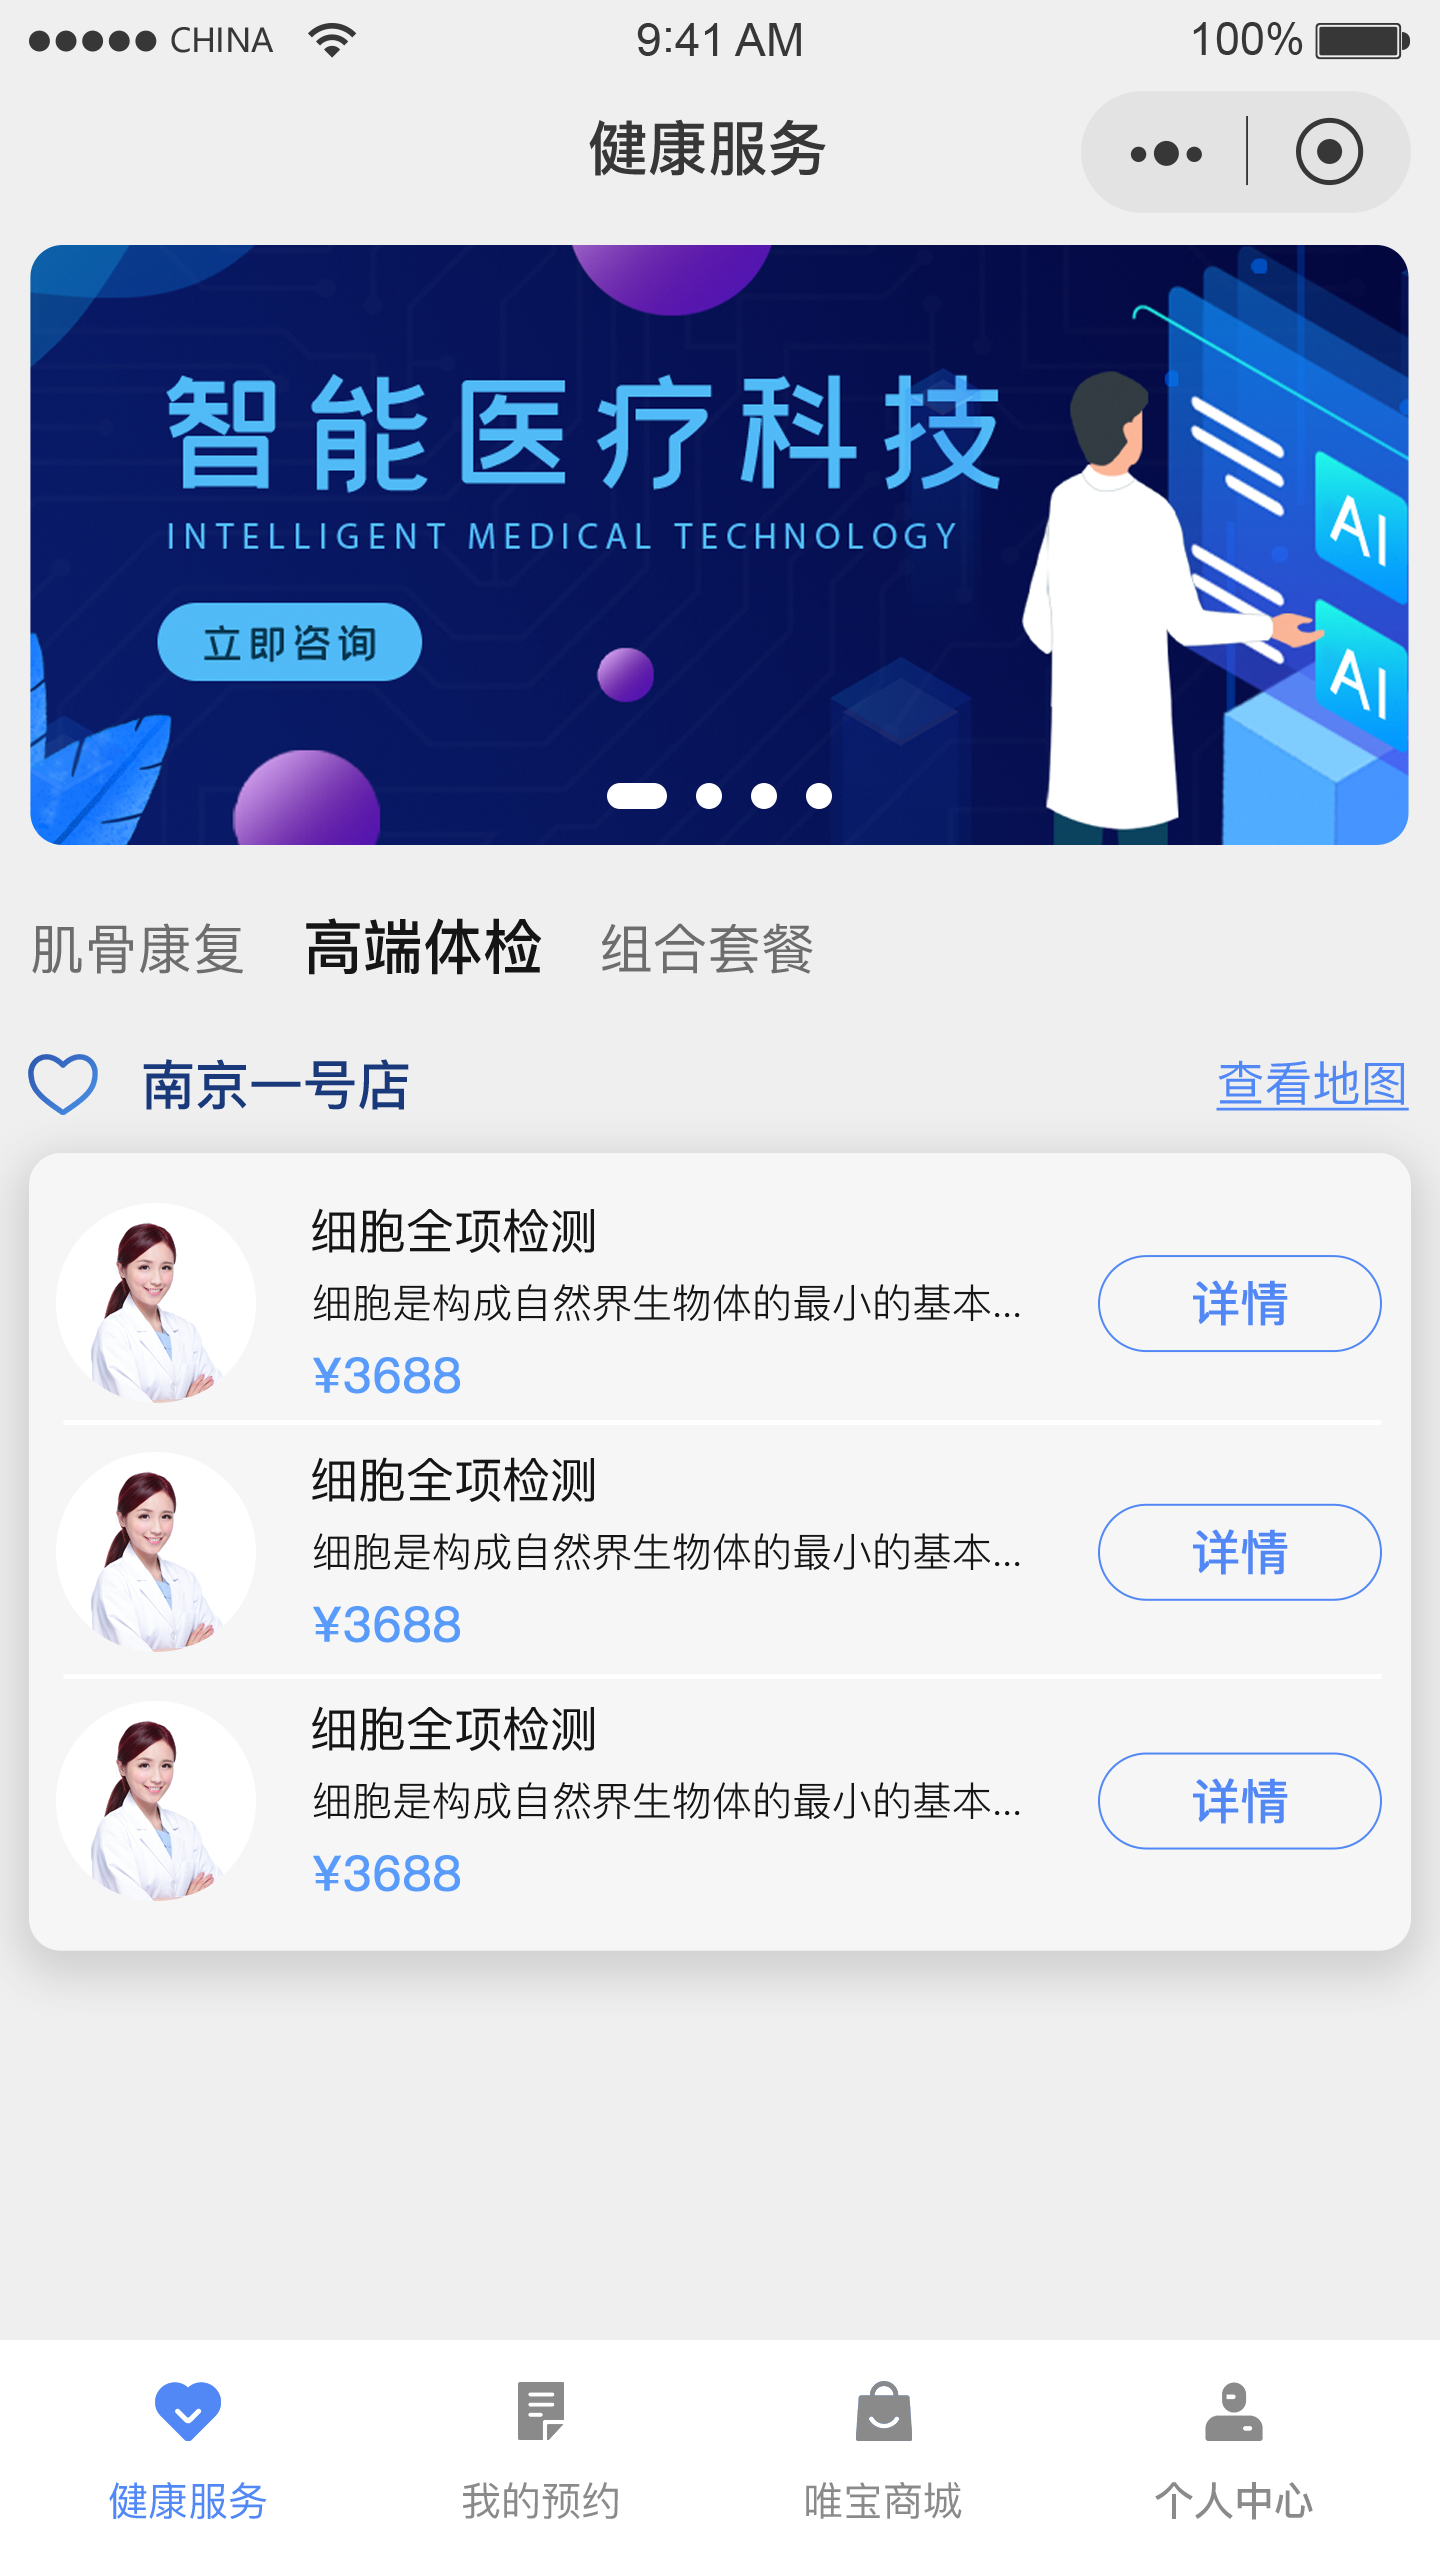 CHINA 9:41 AM 100%
健康服务
智能医疗科技
INTELLIGENT MEDICAL TECHNOLOGY
立即咨询
AI
AI
肌骨康复 高端体检 组合套餐
南京一号店 查看地图
细胞全项检测
细胞是构成自然界生物体的最小的基本...
¥3688
详情
细胞全项检测
细胞是构成自然界生物体的最小的基本...
¥3688
详情
细胞全项检测
细胞是构成自然界生物体的最小的基本...
¥3688
详情
健康服务 我的预约 唯宝商城 个人中心